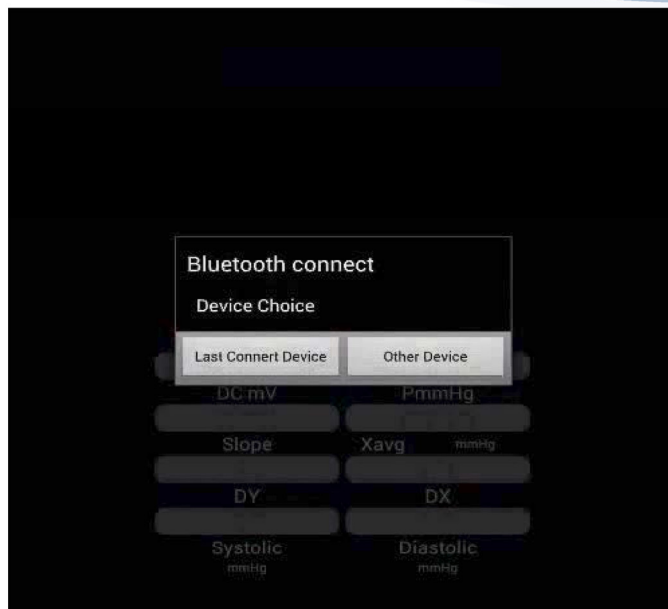 Bluetooth connect
Device Choice
Last Connert Device Other Device
DC mV PmmHg
Slope Xavg mmHg
DY DX
Systolic Diastolic
mmHg mmHg